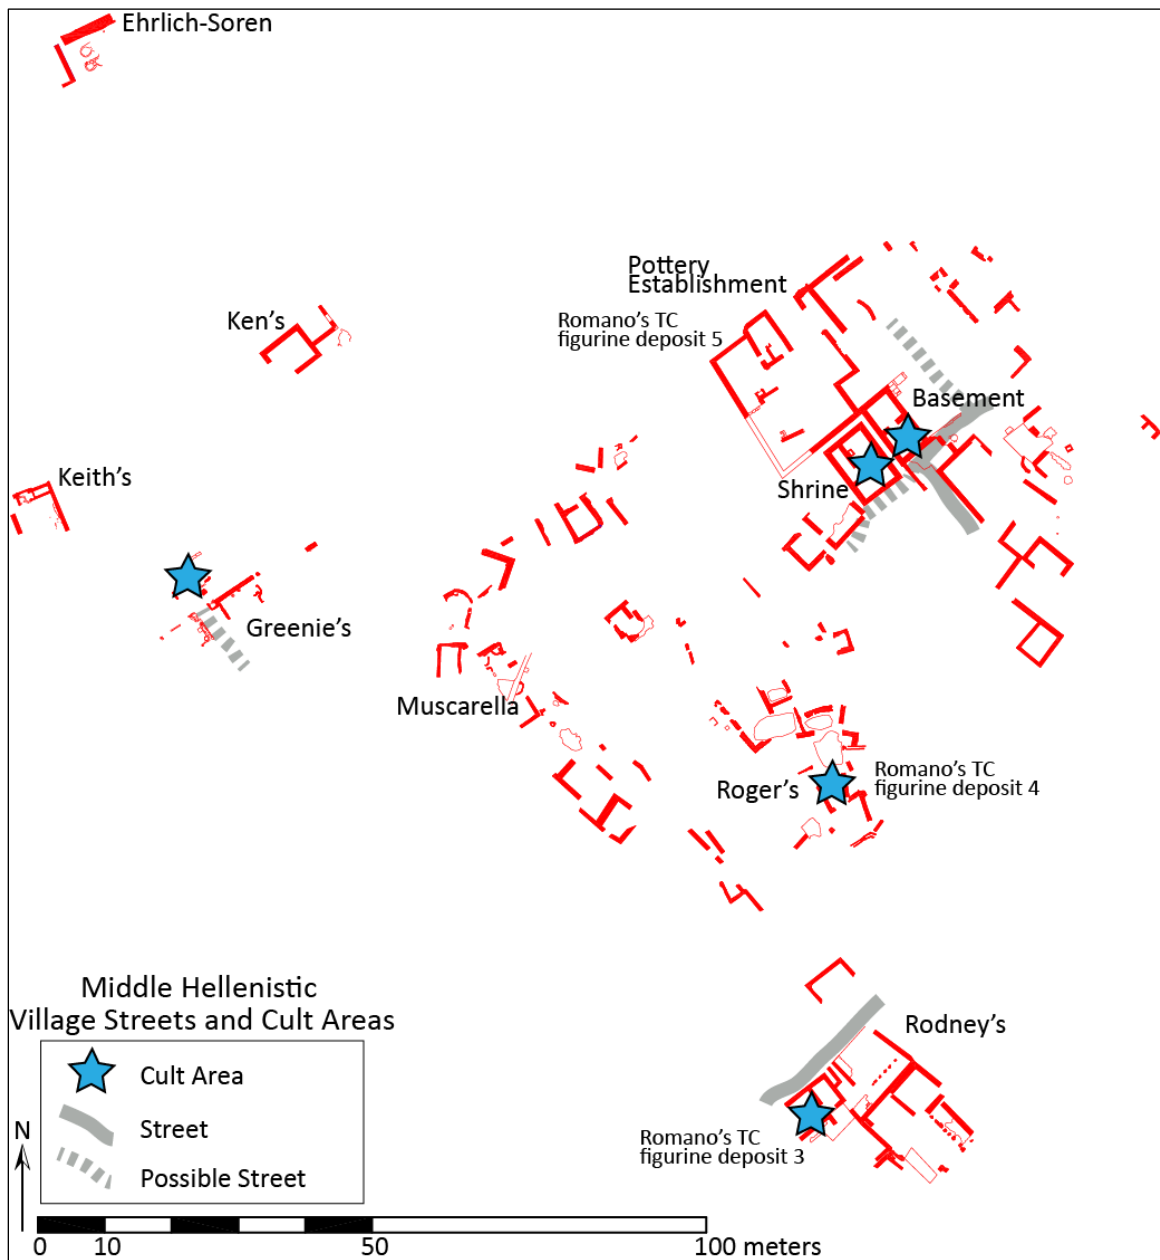 Ehrlich-Soren
Pottery
Establishment
Ken's
Romano's TC
figurine deposit 5
Basement
Keith's
Shrine
Greenie's
Muscarella
Roger's
Romano's TC
figurine deposit 4
Middle Hellenistic
Village Streets and Cult Areas
Rodney's
Cult Area
Street
Romano's TC
figurine deposit 3
N
Possible Street
0 10 50 100 meters